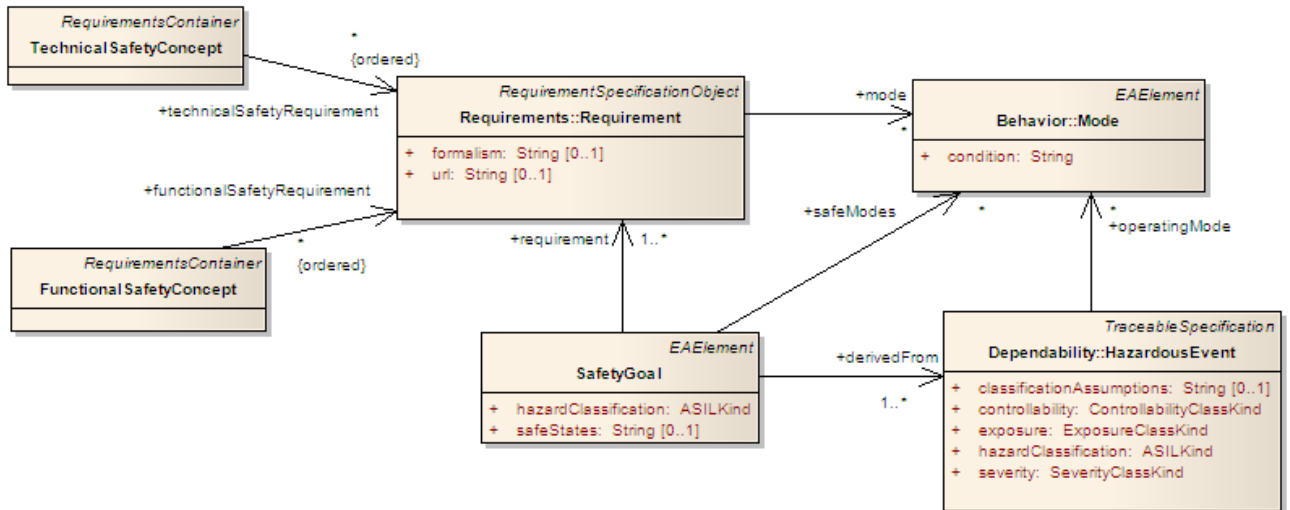 RequirementsContainer
TechnicalSafetyConcept
*
{ordered}
+technicalSafetyRequirement
RequirementSpecificationObject
Requirements::Requirement
+ formalism: String [0..1]
+ url: String [0..1]
+mode
*
EAElement
Behavior::Mode
+ condition: String
+functionalSafetyRequirement
*
{ordered}
RequirementsContainer
FunctionalSafetyConcept
+requirement
1..*
+safeModes
*
*
+operatingMode
EAElement
SafetyGoal
+ hazardClassification: ASILKind
+ safeStates: String [0..1]
+derivedFrom
1..*
TraceableSpecification
Dependability::HazardousEvent
+ classificationAssumptions: String [0..1]
+ controllability: ControllabilityClassKind
+ exposure: ExposureClassKind
+ hazardClassification: ASILKind
+ severity: SeverityClassKind